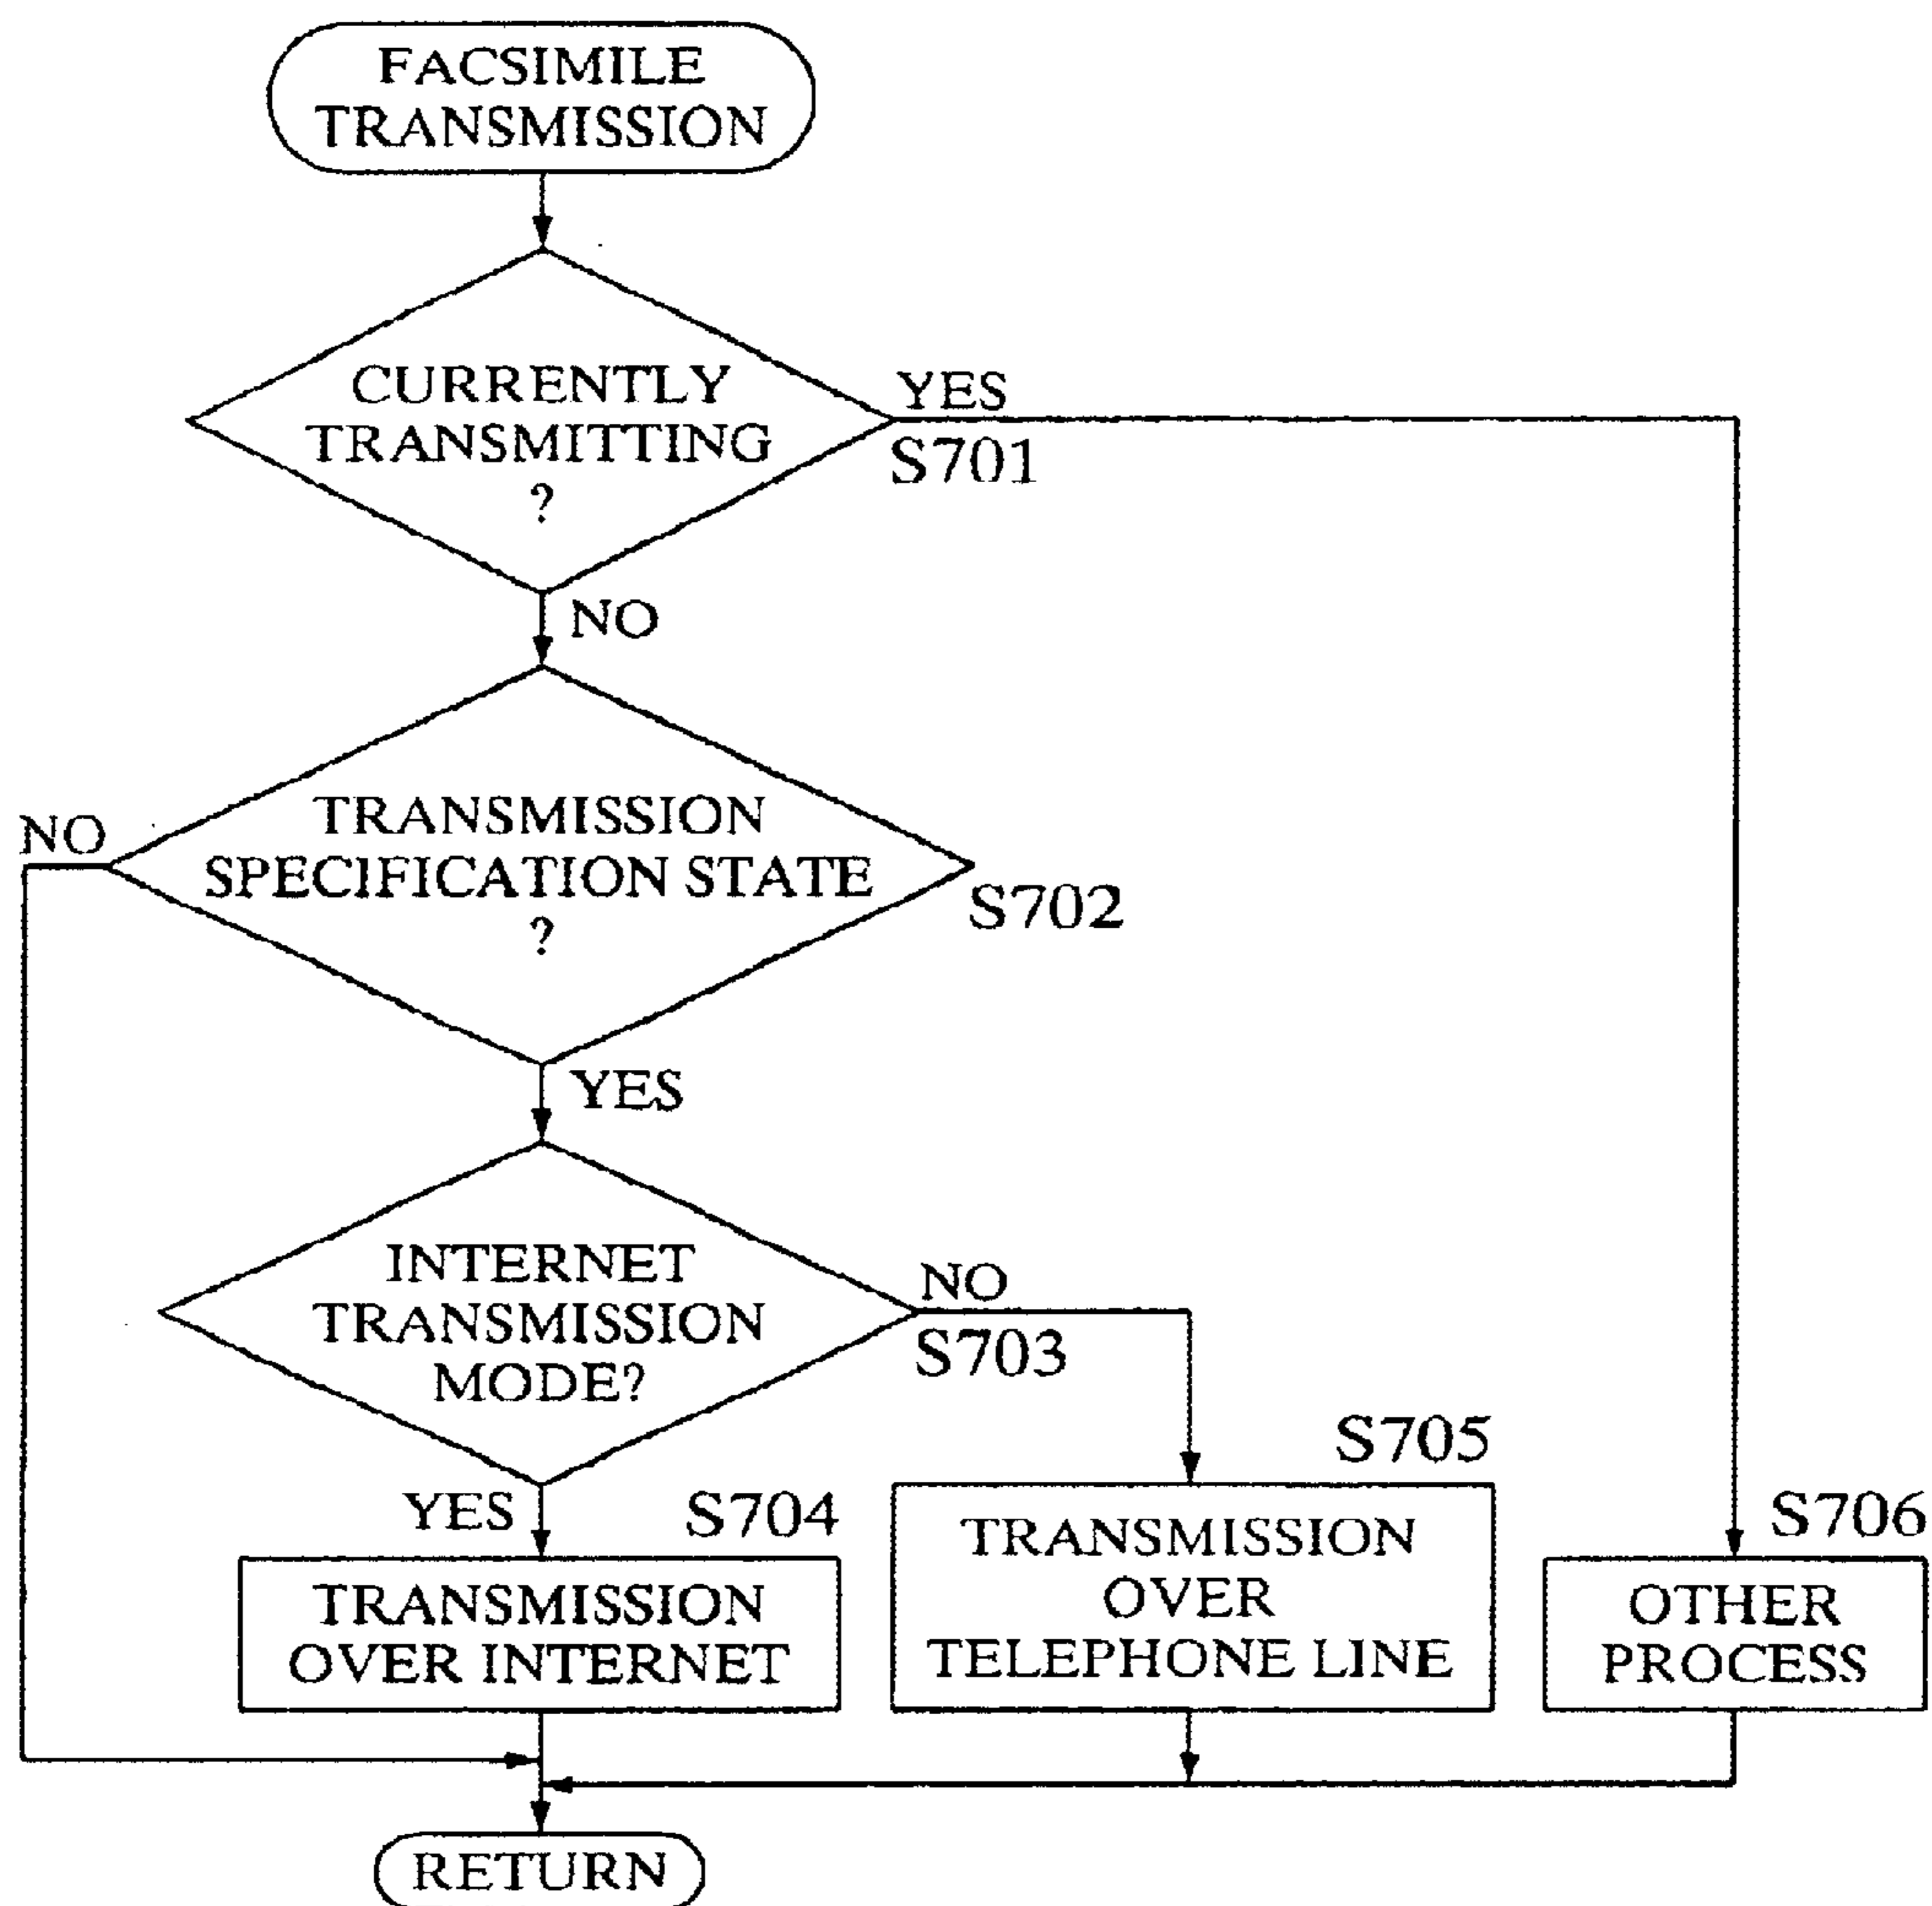 FACSIMILE
TRANSMISSION
CURRENTLY
TRANSMITTING
?
YES
S701
NO
TRANSMISSION
SPECIFICATION STATE
?
NO
S702
YES
INTERNET
TRANSMISSION
MODE?
NO
S703
YES
S704
TRANSMISSION
OVER INTERNET
S705
TRANSMISSION
OVER
TELEPHONE LINE
S706
OTHER
PROCESS
RETURN